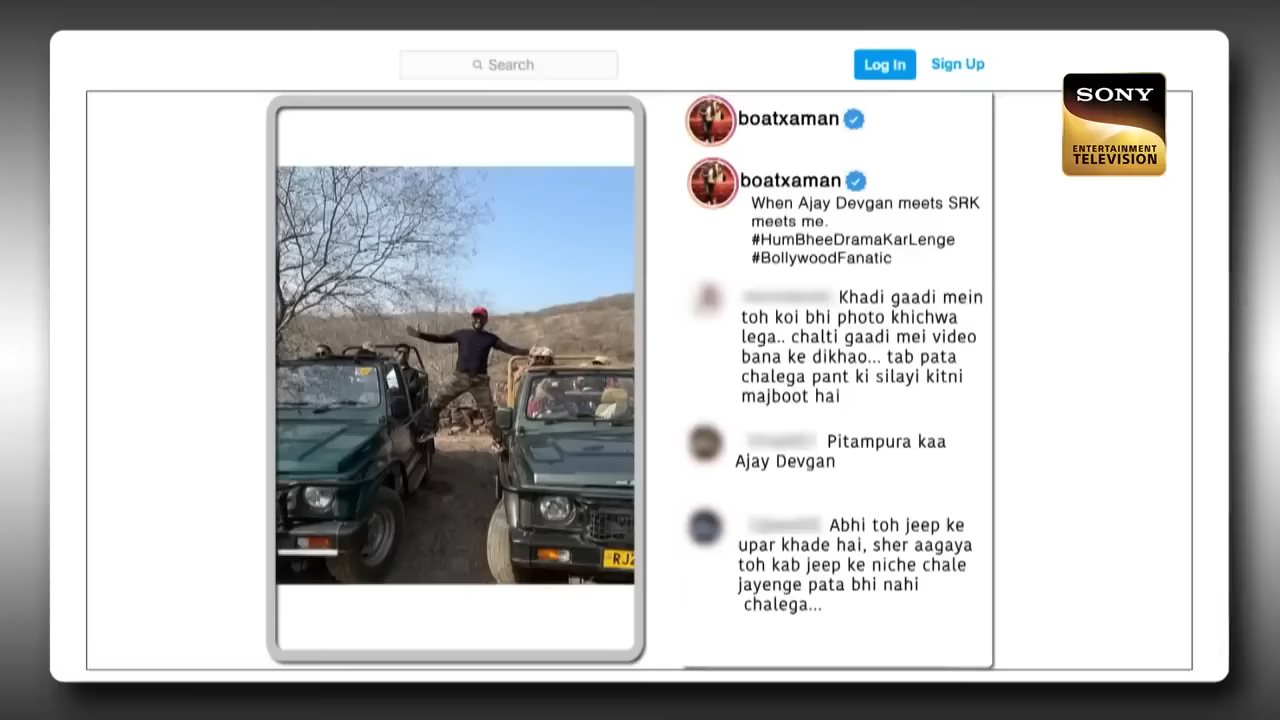 Search
Log In
Sign Up
SONY
ENTERTAINMENT
TELEVISION
boatxaman
boatxaman
When Ajay Devgan meets SRK
meets me.
#HumBheeDramaKarLenge
#BollywoodFanatic
Khadi gaadi mein
toh koi bhi photo khichwa
lega.. chalti gaadi mei video
bana ke dikhao... tab pata
chalega pant ki silayi kitni
majboot hai
Pitampura kaa
Ajay Devgan
Abhi toh jeep ke
upar khade hai, sher aagaya
toh kab jeep ke niche chale
jayenge pata bhi nahi
chalega...